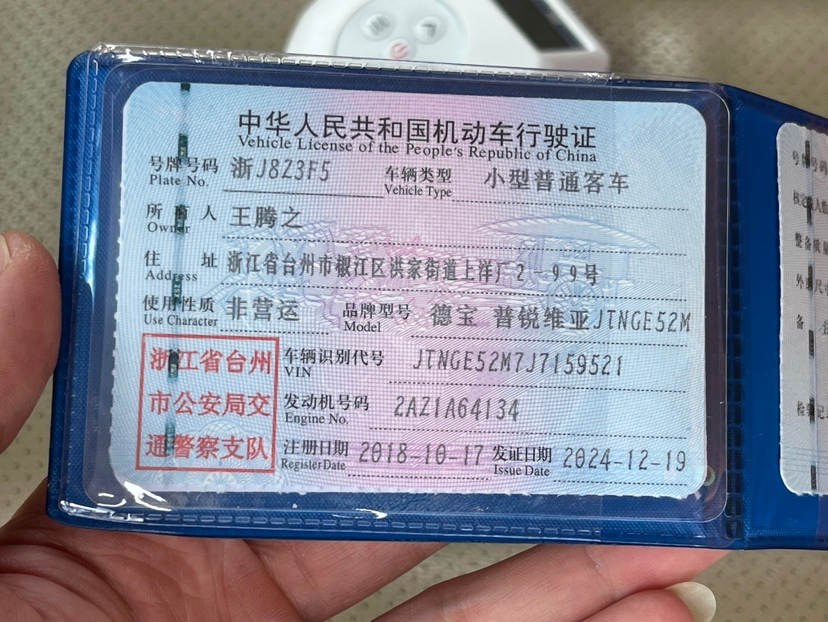 中华人民共和国机动车行驶证
Vehicle License of the People's Republic of China
号牌号码 浙J8Z3F5 车辆类型 小型普通客车
Plate No. Vehicle Type
所有人 王腾之
Owner
住址 浙江省台州市椒江区洪家街道上洋厂2-99号
Address
使用性质 非营运 品牌型号 德宝 普锐维亚JTNGE52M
Use Character Model
浙江省台州 车辆识别代号 JTNGE52M7J7159521
VIN
市公安局交 发动机号码 2AZ1A64134
Engine No.
通警察支队 注册日期 2018-10-17 发证日期 2024-12-19
Register Date Issue Date